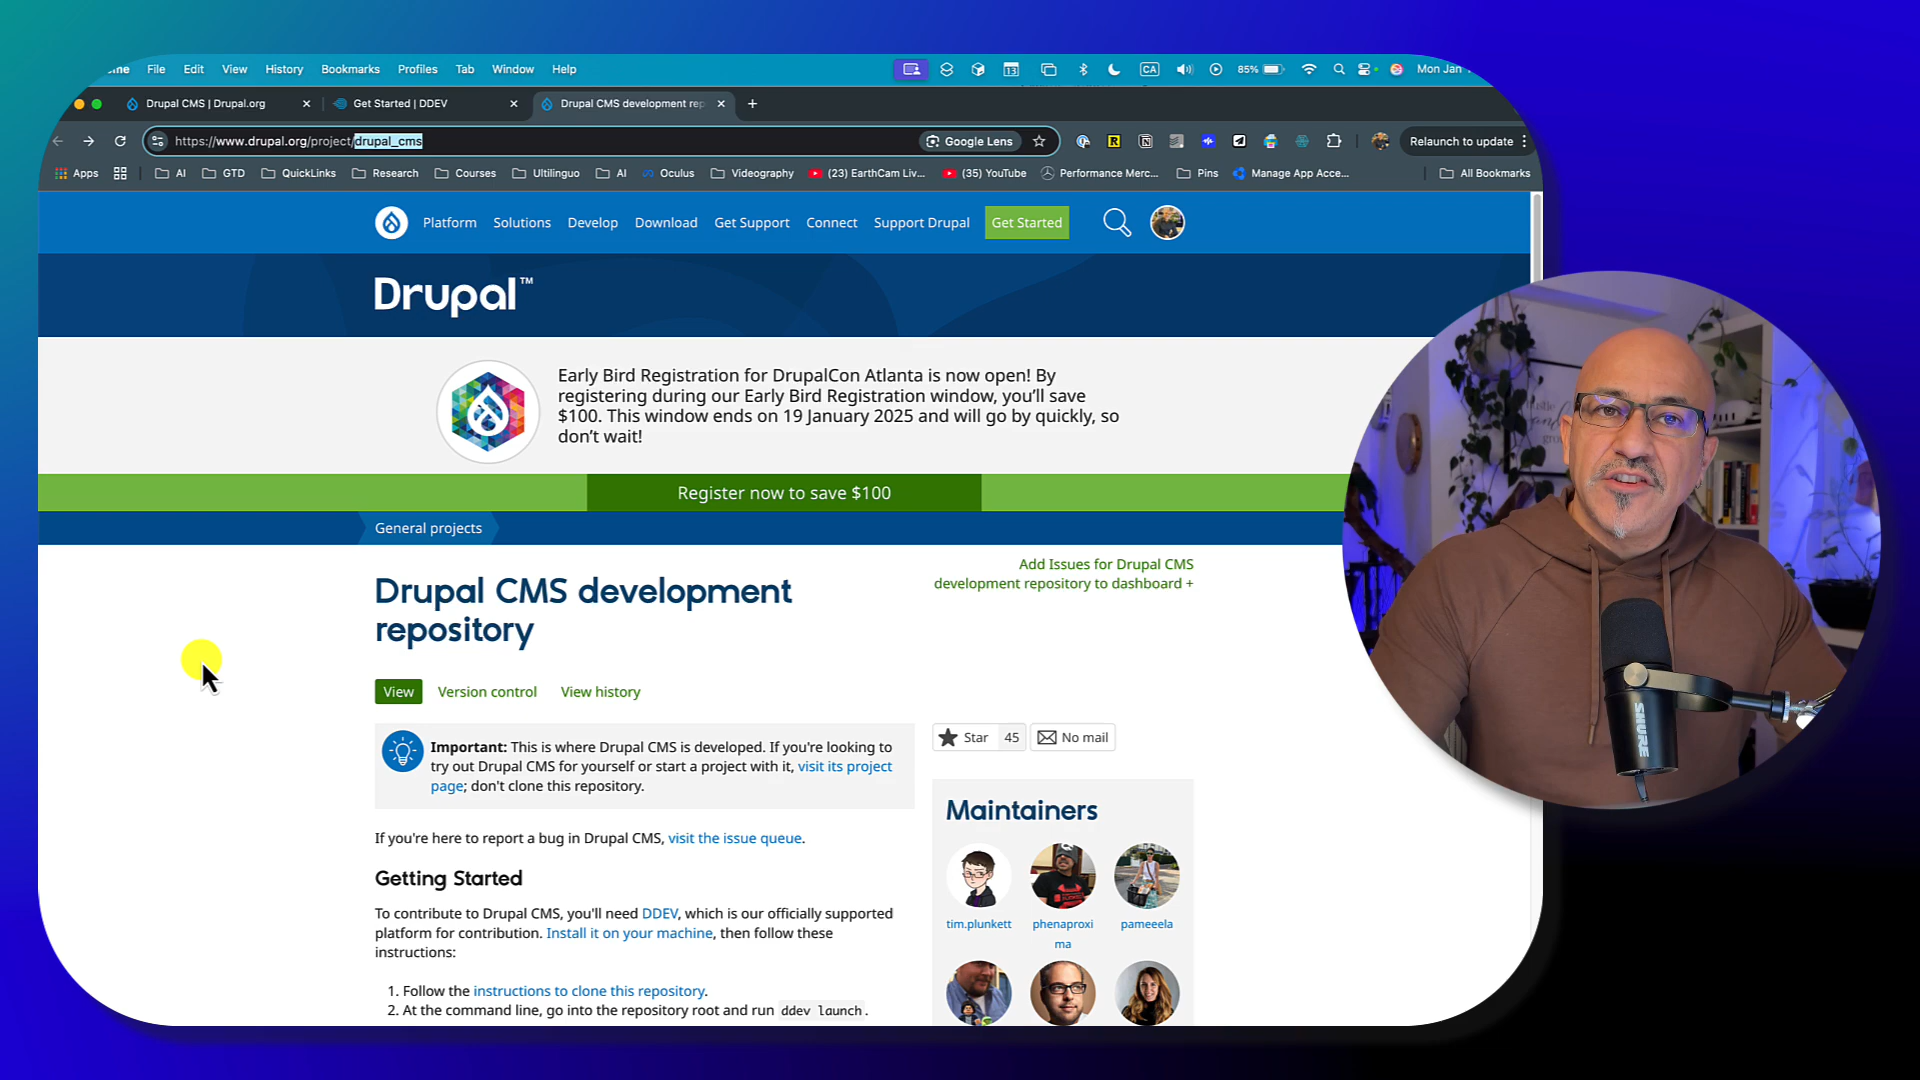 File Edit View History Bookmarks Profiles Tab Window Help
13 CA 85% Mon Jan
Drupal CMS | Drupal.org
Get Started | DDEV
Drupal CMS development rep
https://www.drupal.org/project/drupal_cms
Google Lens
Relaunch to update
Apps AI GTD QuickLinks Research Courses Ultilinguo AI Oculus Videography (23) EarthCam Liv... (35) YouTube Performance Merc... Pins Manage App Acce... All Bookmarks
Platform Solutions Develop Download Get Support Connect Support Drupal Get Started
Drupal™
Early Bird Registration for DrupalCon Atlanta is now open! By
registering during our Early Bird Registration window, you'll save
$100. This window ends on 19 January 2025 and will go by quickly, so
don't wait!
Register now to save $100
General projects
Add Issues for Drupal CMS
development repository to dashboard +
Drupal CMS development
repository
View Version control View history
Important: This is where Drupal CMS is developed. If you're looking to
try out Drupal CMS for yourself or start a project with it, visit its project
page; don't clone this repository.
Star 45 No mail
If you're here to report a bug in Drupal CMS, visit the issue queue.
Getting Started
To contribute to Drupal CMS, you'll need DDEV, which is our officially supported
platform for contribution. Install it on your machine, then follow these
instructions:
1. Follow the instructions to clone this repository.
2. At the command line, go into the repository root and run ddev launch.
Maintainers
tim.plunkett
phenaproxi
ma
pameeela
SHURE